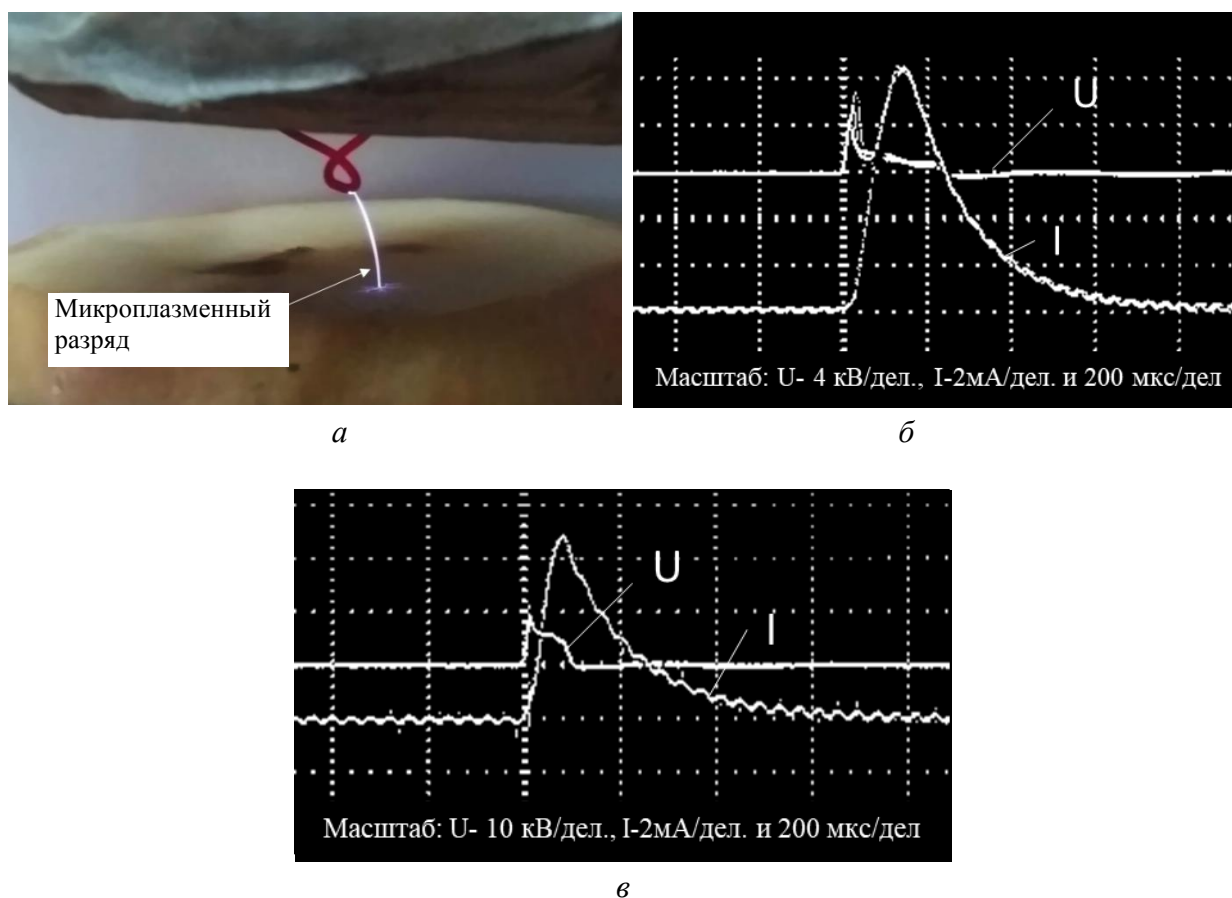 Микроплазменный
разряд
U
I
Масштаб: U- 4 кВ/дел., I-2мА/дел. и 200 мкс/дел
а
б
U
I
Масштаб: U- 10 кВ/дел., I-2мА/дел. и 200 мкс/дел
в